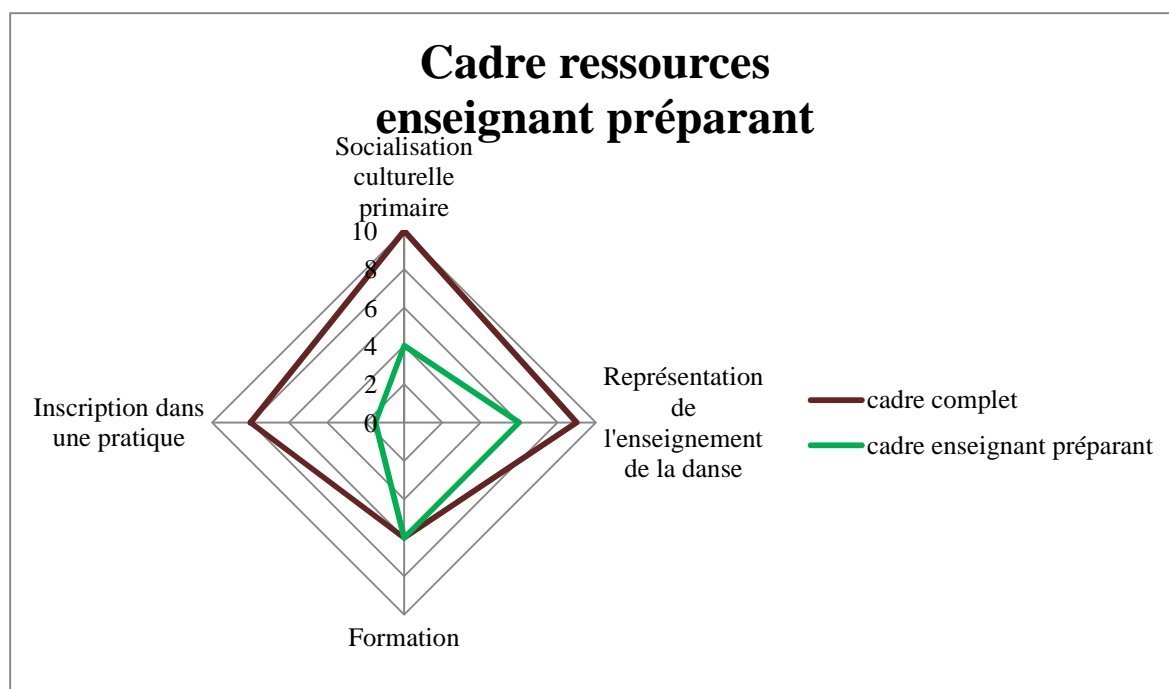 Cadre ressources
enseignant préparant
Socialisation
culturelle
primaire
10
8
6
4
2
0
Représentation
de
l'enseignement
de la danse
Inscription dans
une pratique
Formation
cadre complet
cadre enseignant préparant